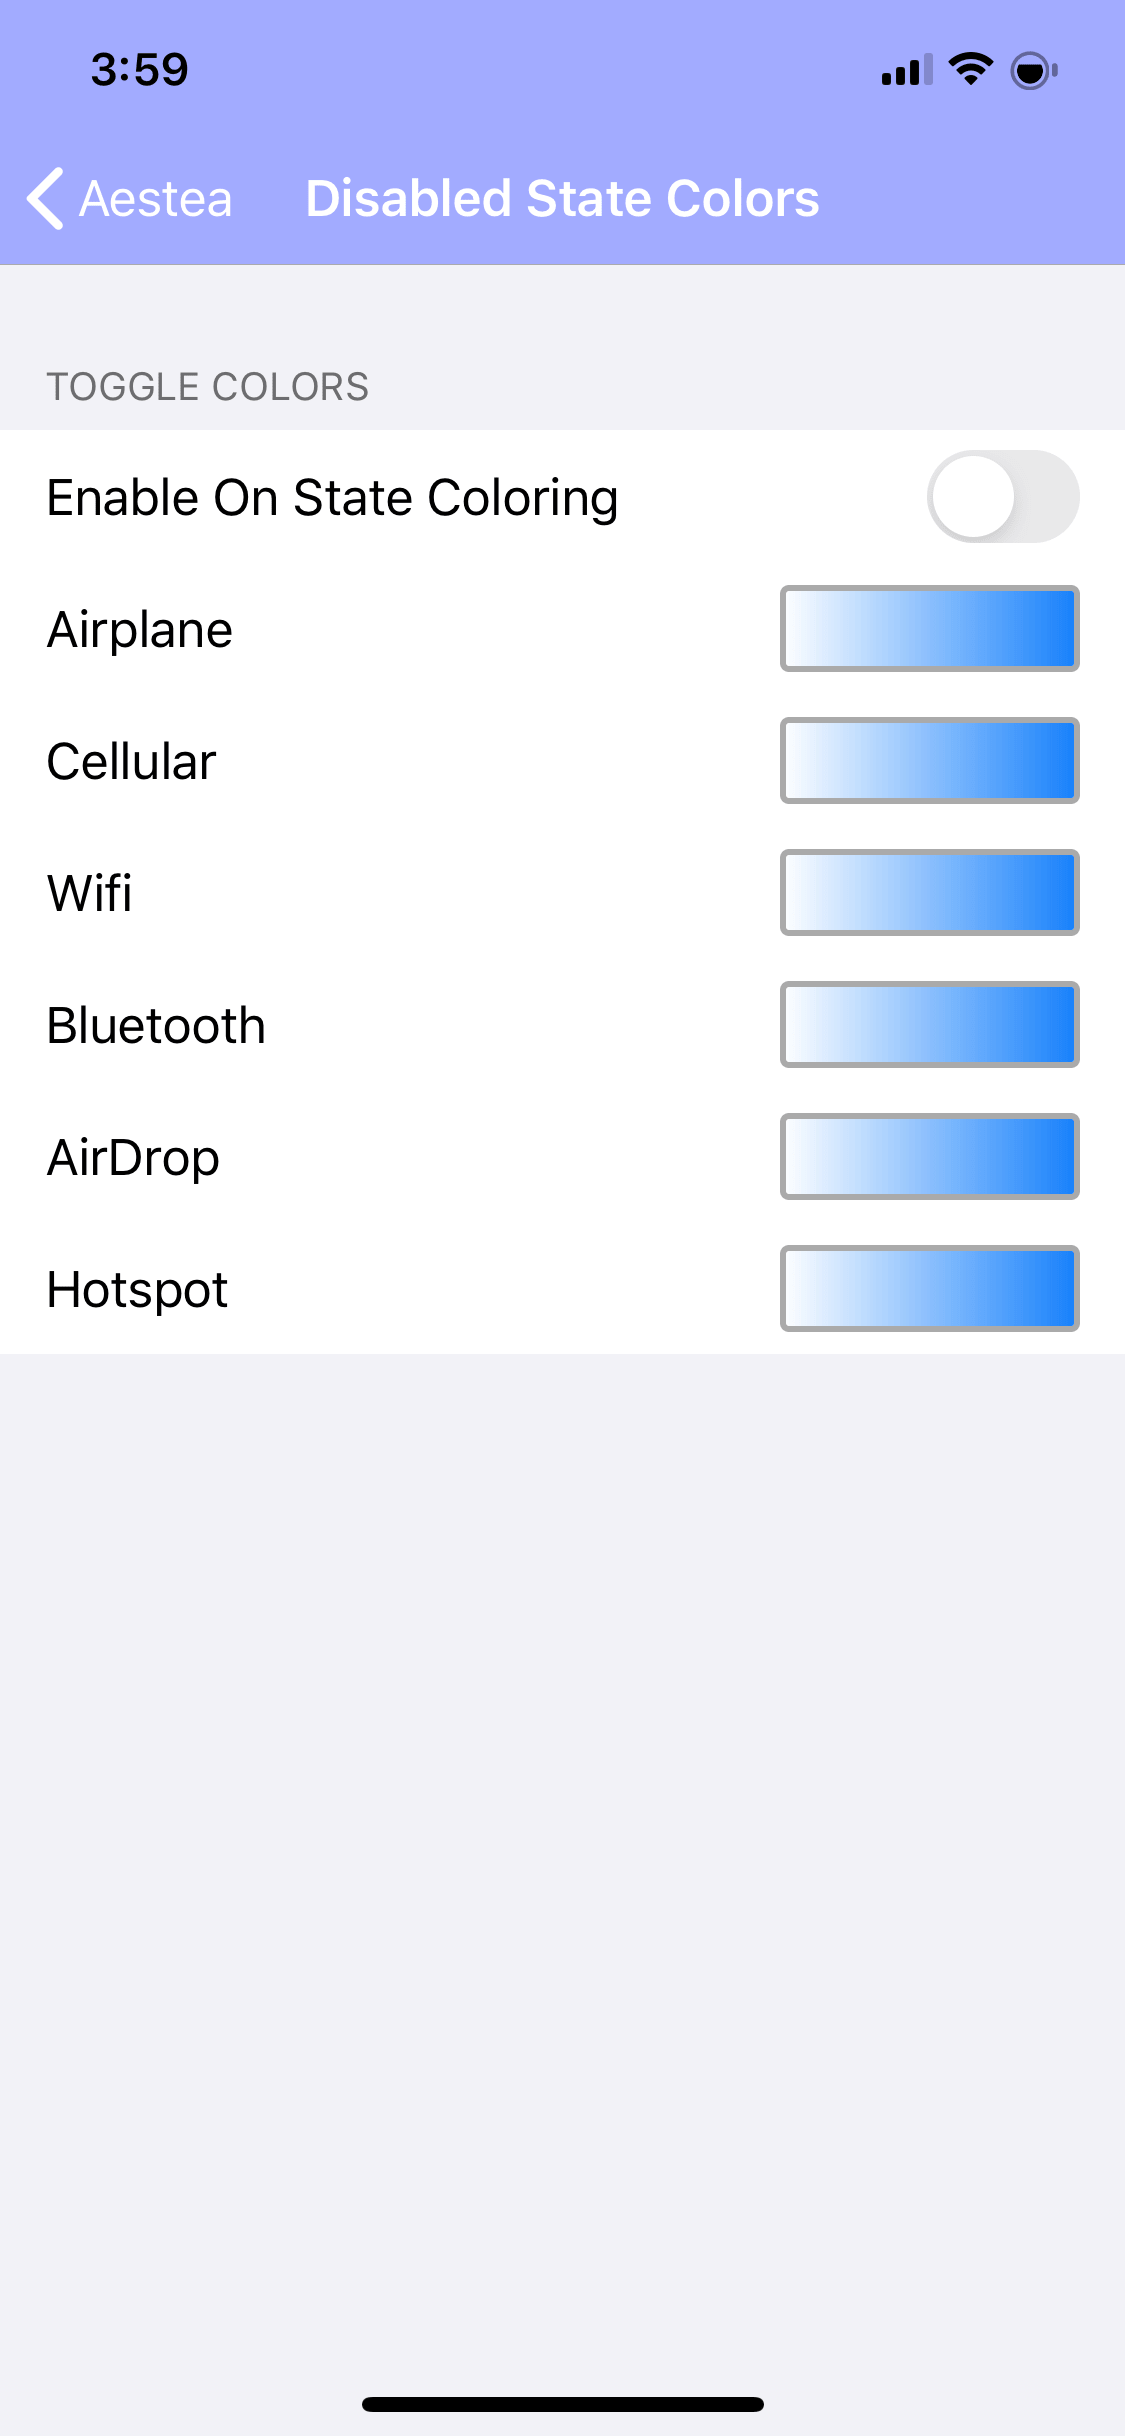 3:59
Aestea
Disabled State Colors
TOGGLE COLORS
Enable On State Coloring
Airplane
Cellular
Wifi
Bluetooth
AirDrop
Hotspot